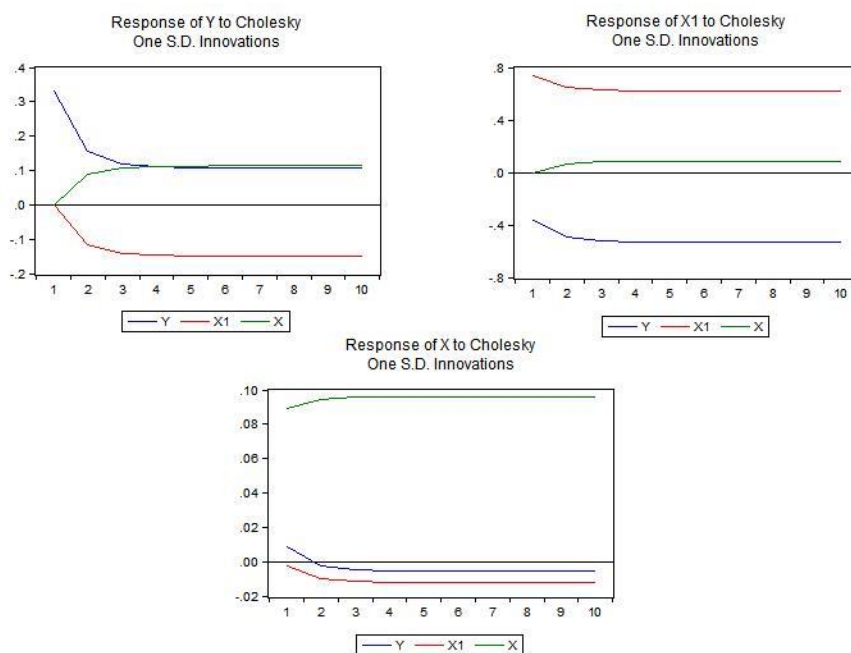 Response of Y to Cholesky
One S.D. Innovations
.4
.3
.2
.1
.0
-.1
-.2
1 2 3 4 5 6 7 8 9 10
Y X1 X
Response of X1 to Cholesky
One S.D. Innovations
.8
.4
.0
-.4
-.8
1 2 3 4 5 6 7 8 9 10
Y X1 X
Response of X to Cholesky
One S.D. Innovations
.10
.08
.06
.04
.02
.00
-.02
1 2 3 4 5 6 7 8 9 10
Y X1 X